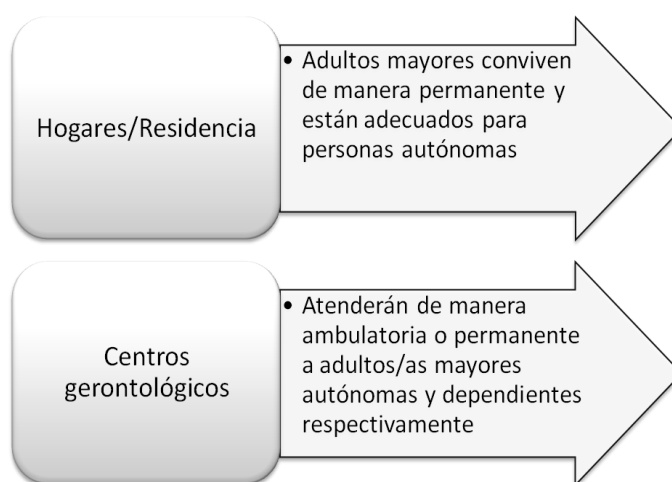 Hogares/Residencia
• Adultos mayores conviven
de manera permanente y
están adecuados para
personas autónomas
Centros
gerontológicos
• Atenderán de manera
ambulatoria o permanente
a adultos/as mayores
autónomas y dependientes
respectivamente